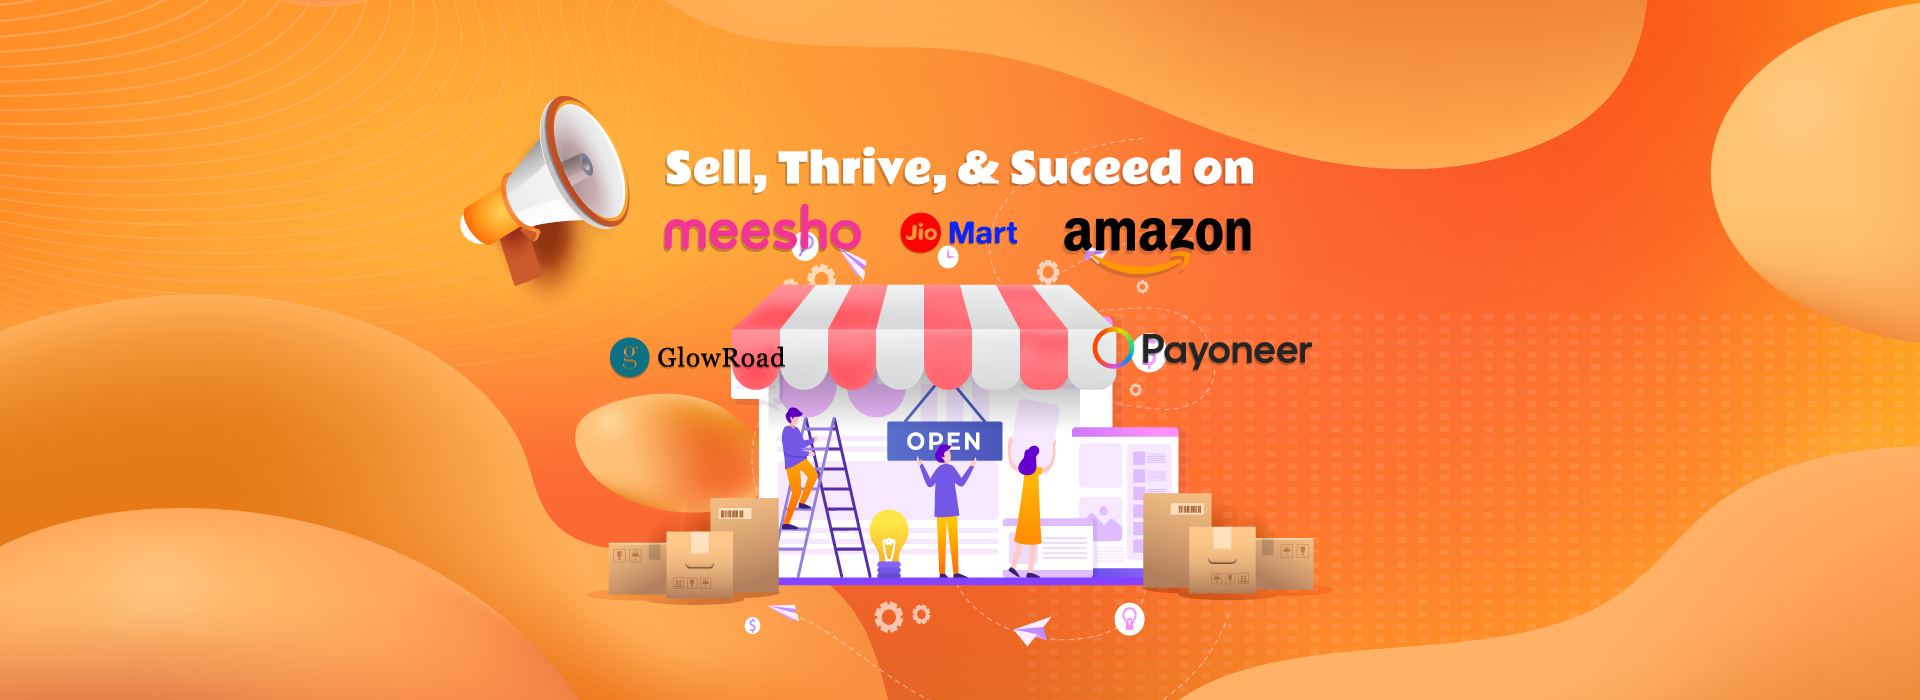 Sell, Thrive, & Suceed on
meesho Jio Mart amazon
g GlowRoad Payoneer
OPEN